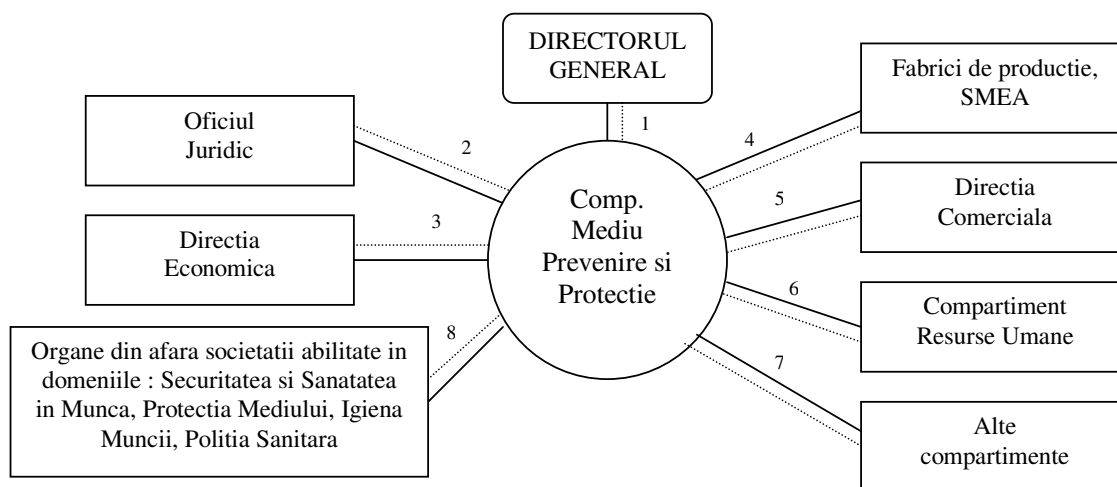 DIRECTORUL
GENERAL
1
Oficiul
Juridic
2
Directia
Economica
3
Organe din afara societatii abilitate in
domeniile : Securitatea si Sanatatea
in Munca, Protectia Mediului, Igiena
Muncii, Politia Sanitara
8
Comp.
Mediu
Prevenire si
Protectie
4
Fabrici de productie,
SMEA
5
Directia
Comerciala
6
Compartiment
Resurse Umane
7
Alte
compartimente